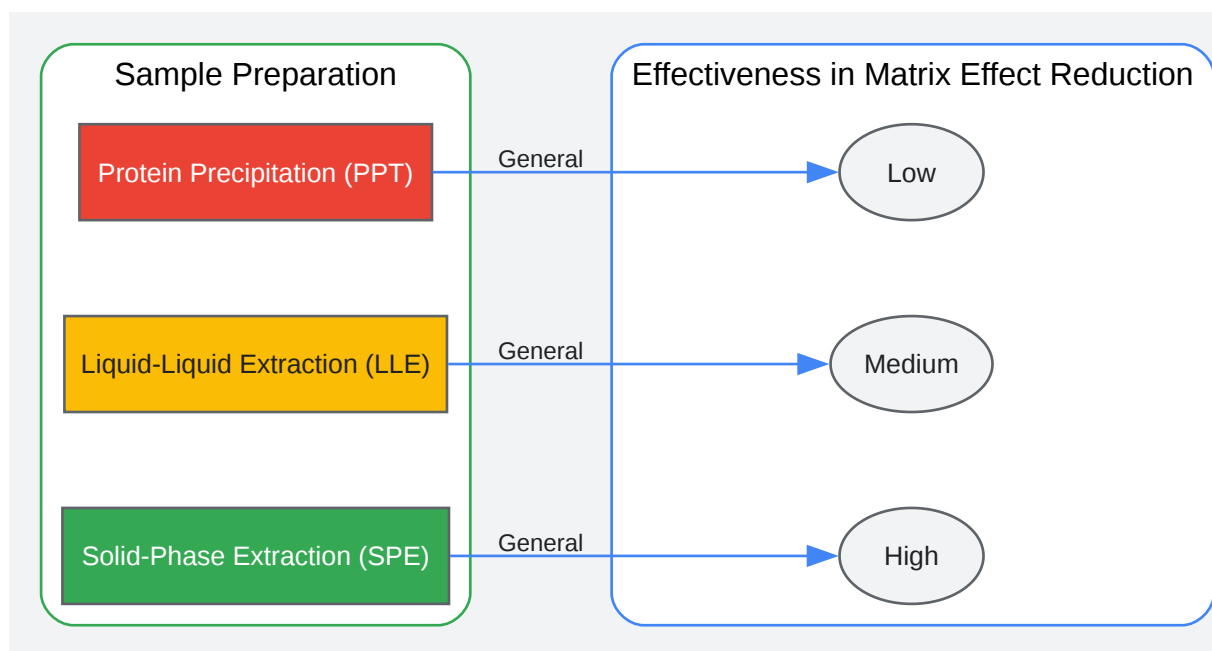 Sample Preparation
Effectiveness in Matrix Effect Reduction
Protein Precipitation (PPT)
General
Low
Liquid-Liquid Extraction (LLE)
General
Medium
Solid-Phase Extraction (SPE)
General
High